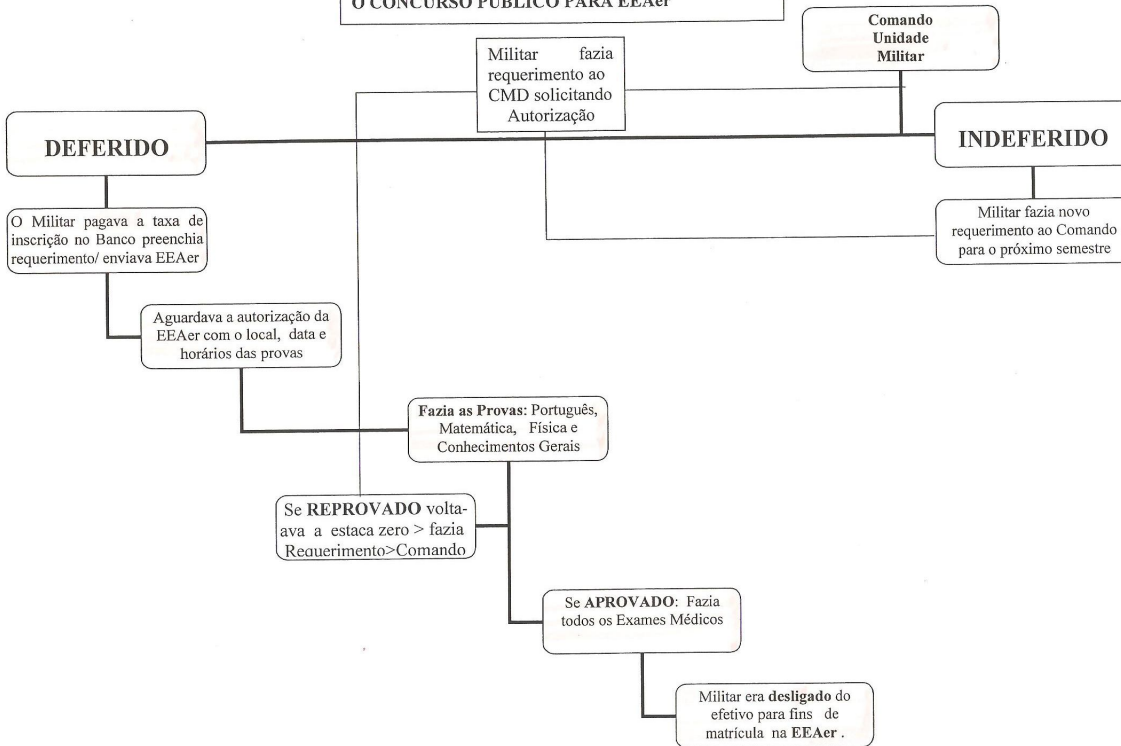 O CONCURSO PÚBLICO PARA EEAer
Comando
Unidade
Militar
Militar fazia
requerimento ao
CMD solicitando
Autorização
DEFERIDO
INDEFERIDO
O Militar pagava a taxa de
inscrição no Banco preenchia
requerimento/ enviava EEAer
Militar fazia novo
requerimento ao Comando
para o próximo semestre
Aguardava a autorização da
EEAer com o local, data e
horários das provas
Fazia as Provas: Português,
Matemática, Física e
Conhecimentos Gerais
Se REPROVADO volta-
ava a estaca zero > fazia
Requerimento>Comando
Se APROVADO: Fazia
todos os Exames Médicos
Militar era desligado do
efetivo para fins de
matrícula na EEAer .